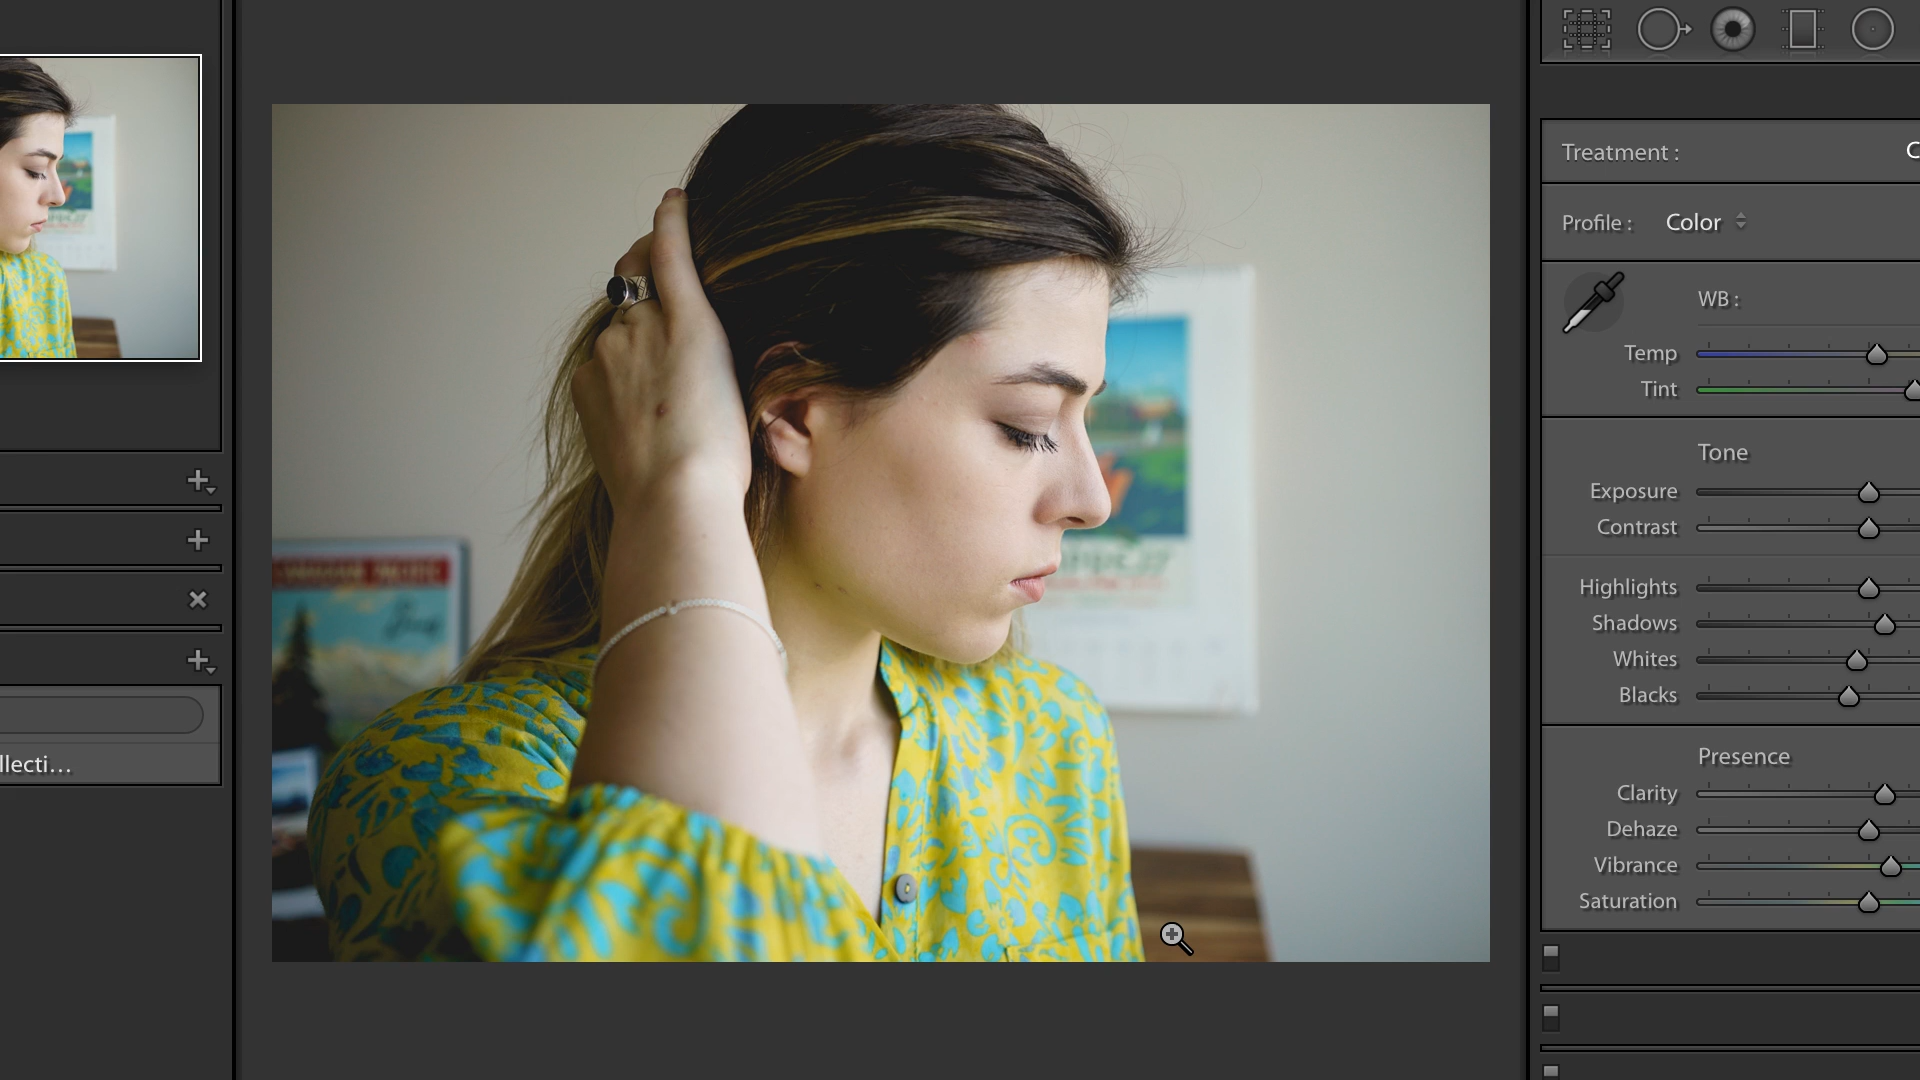 Treatment :
Profile : Color
WB :
Temp
Tint
Tone
Exposure
Contrast
Highlights
Shadows
Whites
Blacks
Presence
Clarity
Dehaze
Vibrance
Saturation
llecti...